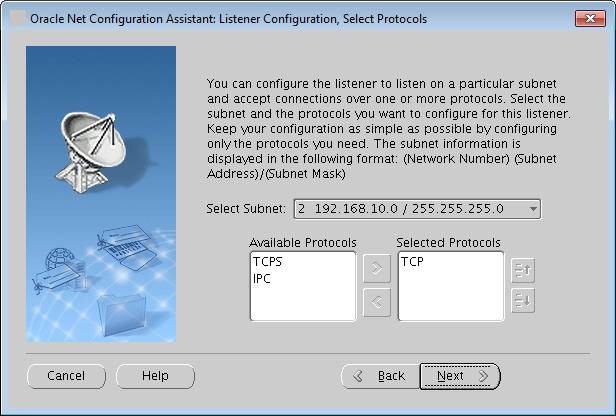 Oracle Net Configuration Assistant: Listener Configuration, Select Protocols
You can configure the listener to listen on a particular subnet
and accept connections over one or more protocols. Select the
subnet and the protocols you want to configure for this listener.
Keep your configuration as simple as possible by configuring
only the protocols you need. The subnet information is
displayed in the following format: (Network Number) (Subnet
Address)/(Subnet Mask)
Select Subnet: 2 192.168.10.0 / 255.255.255.0
Available Protocols Selected Protocols
TCPS TCP
IPC
Cancel Help Back Next